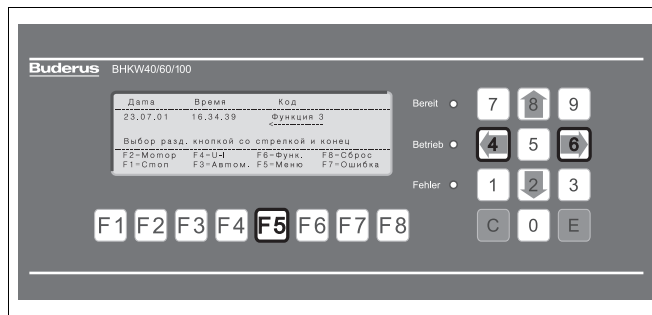 Buderus BHKW40/60/100
Дата Время Код
23.07.01 16.34.39 Функция 3
<----------
Выбор разд. кнопкой со стрелкой и конец
F2-Мотор F4-U-I F6-Функ. F8-Сброс
F1-Стоп F3-Автом. F5-Меню F7-Ошибка
Bereit
Betrieb
Fehler
7 8 9
4 5 6
1 2 3
C 0 E
F1 F2 F3 F4 F5 F6 F7 F8